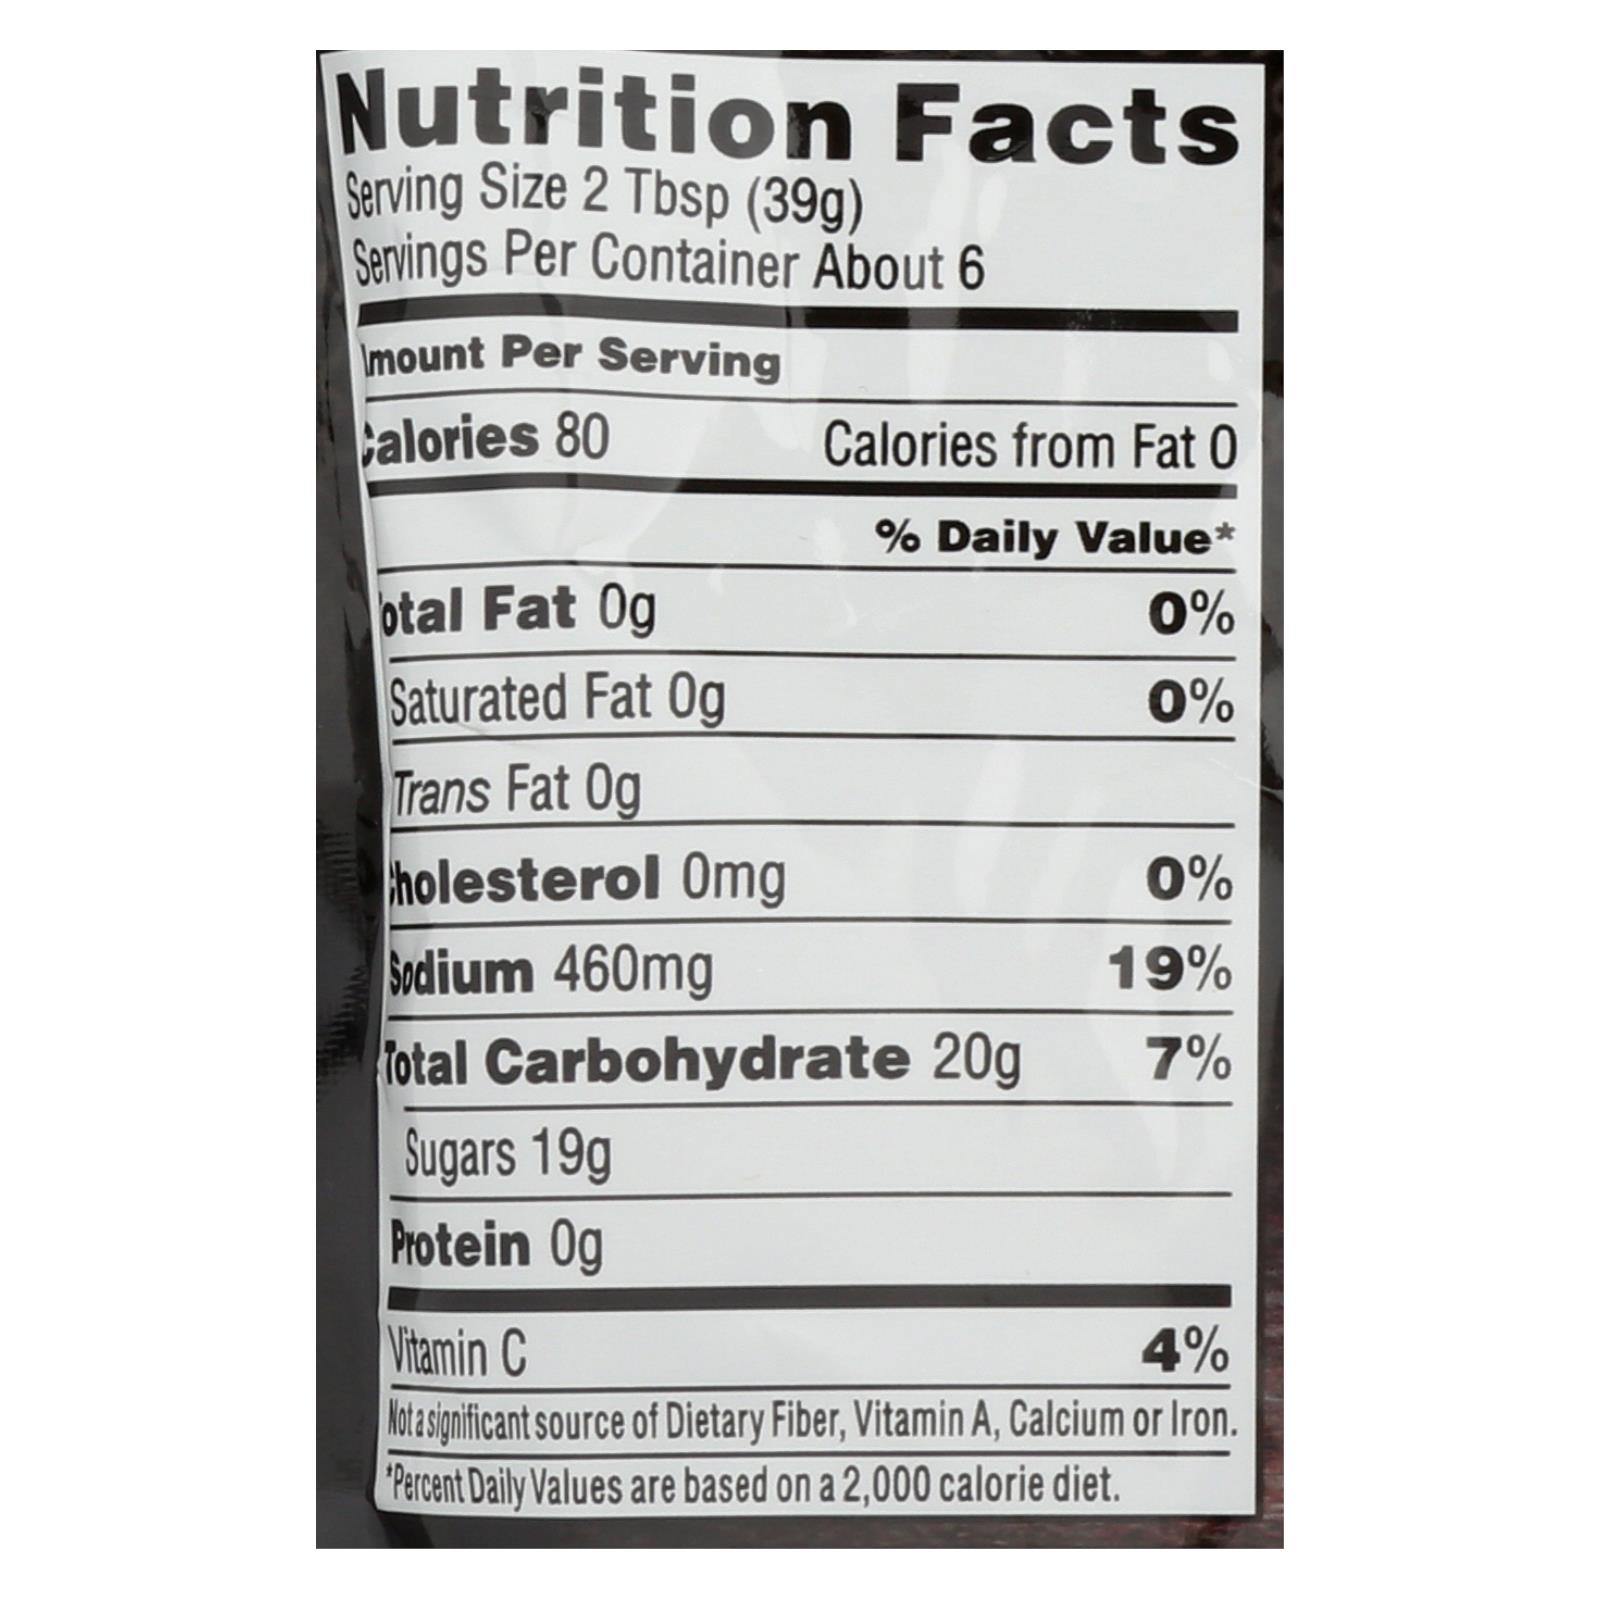 Nutrition Facts
Serving Size 2 Tbsp (39g)
Servings Per Container About 6
Amount Per Serving
Calories 80 Calories from Fat 0
% Daily Value*
Total Fat 0g 0%
Saturated Fat 0g 0%
Trans Fat 0g
Cholesterol 0mg 0%
Sodium 460mg 19%
Total Carbohydrate 20g 7%
Sugars 19g
Protein 0g
Vitamin C 4%
Not a significant source of Dietary Fiber, Vitamin A, Calcium or Iron.
*Percent Daily Values are based on a 2,000 calorie diet.